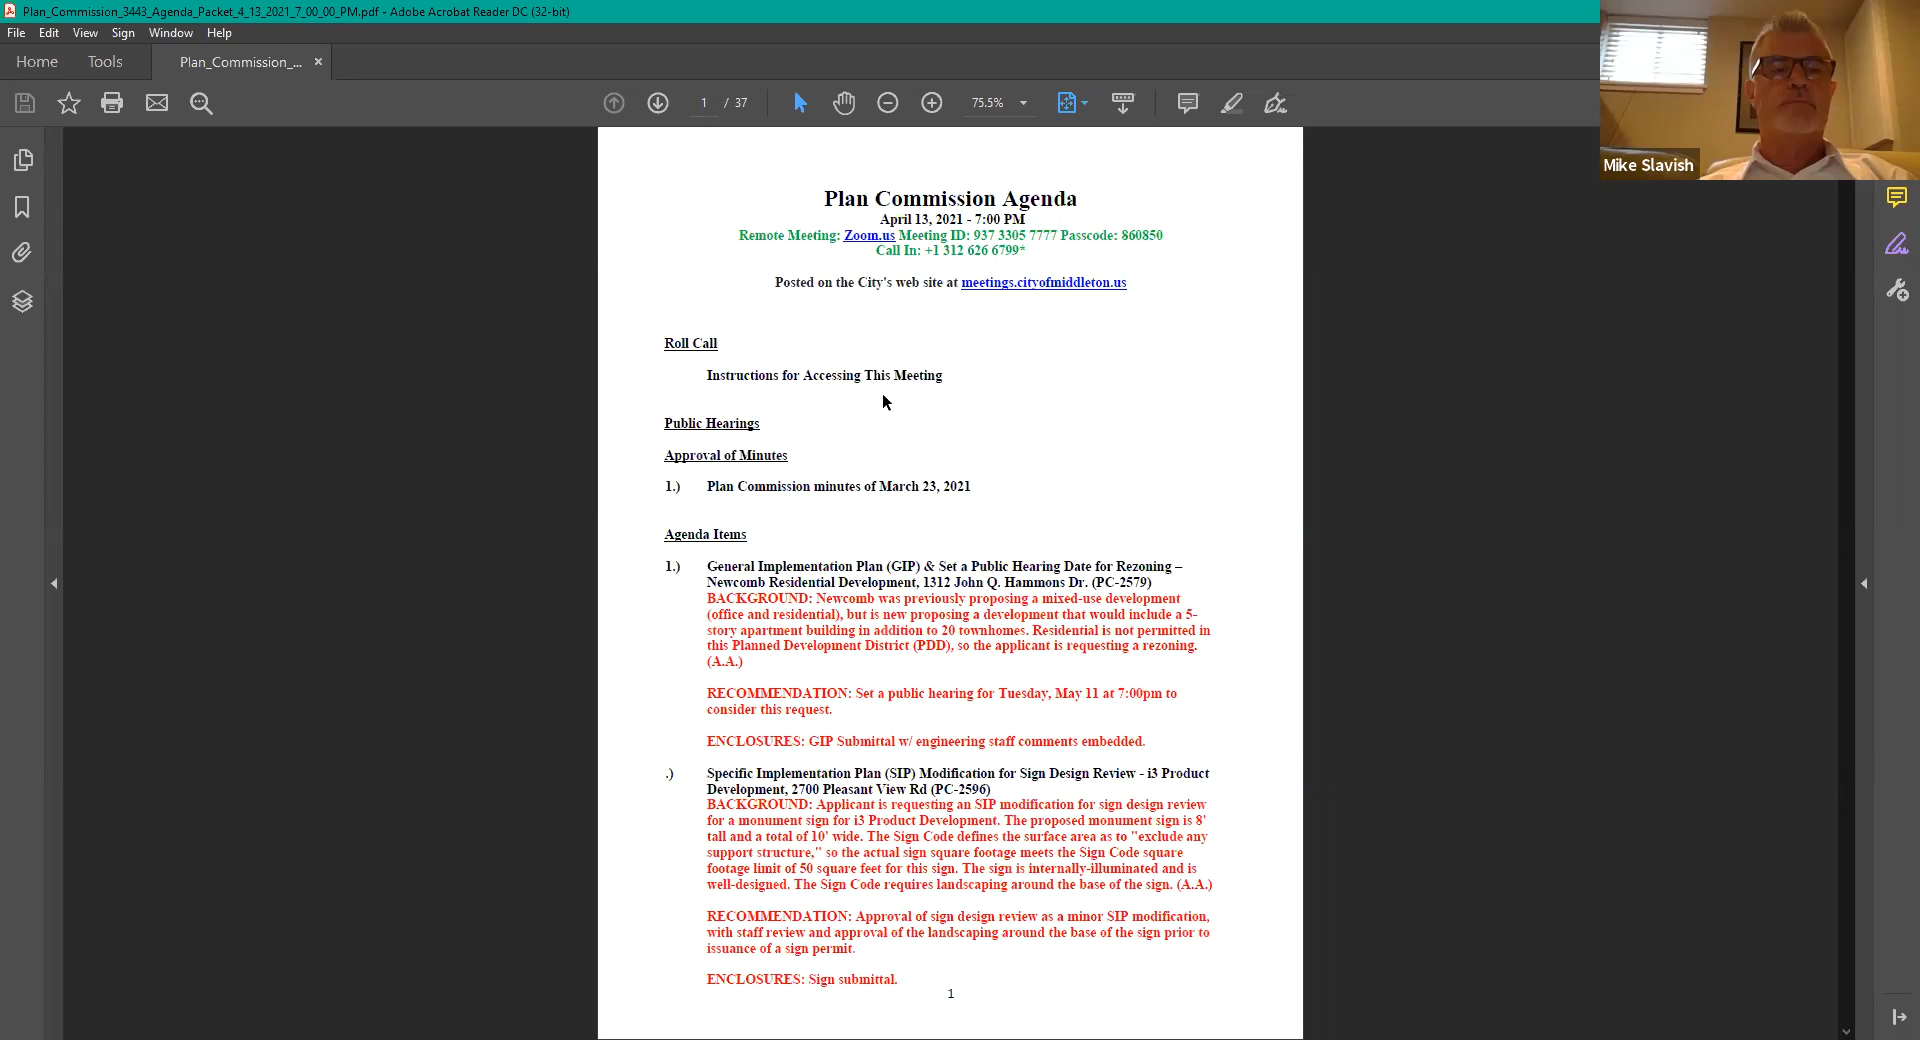 Plan_Commission_3443_Agenda_Packet_4_13_2021_7_00_00_PM.pdf - Adobe Acrobat Reader DC (32-bit)
File Edit View Sign Window Help
Home Tools Plan_Commission_... ×
1 / 37 75.5%
Mike Slavish
Plan Commission Agenda
April 13, 2021 - 7:00 PM
Remote Meeting: Zoom.us Meeting ID: 937 3305 7777 Passcode: 860850
Call In: +1 312 626 6799*
Posted on the City's web site at meetings.cityofmiddleton.us
Roll Call
Instructions for Accessing This Meeting
Public Hearings
Approval of Minutes
1.) Plan Commission minutes of March 23, 2021
Agenda Items
1.) General Implementation Plan (GIP) & Set a Public Hearing Date for Rezoning –
Newcomb Residential Development, 1312 John Q. Hammons Dr. (PC-2579)
BACKGROUND: Newcomb was previously proposing a mixed-use development
(office and residential), but is new proposing a development that would include a 5-
story apartment building in addition to 20 townhomes. Residential is not permitted in
this Planned Development District (PDD), so the applicant is requesting a rezoning.
(A.A.)
RECOMMENDATION: Set a public hearing for Tuesday, May 11 at 7:00pm to
consider this request.
ENCLOSURES: GIP Submittal w/ engineering staff comments embedded.
.) Specific Implementation Plan (SIP) Modification for Sign Design Review - i3 Product
Development, 2700 Pleasant View Rd (PC-2596)
BACKGROUND: Applicant is requesting an SIP modification for sign design review
for a monument sign for i3 Product Development. The proposed monument sign is 8'
tall and a total of 10' wide. The Sign Code defines the surface area as to "exclude any
support structure," so the actual sign square footage meets the Sign Code square
footage limit of 50 square feet for this sign. The sign is internally-illuminated and is
well-designed. The Sign Code requires landscaping around the base of the sign. (A.A.)
RECOMMENDATION: Approval of sign design review as a minor SIP modification,
with staff review and approval of the landscaping around the base of the sign prior to
issuance of a sign permit.
ENCLOSURES: Sign submittal.
1